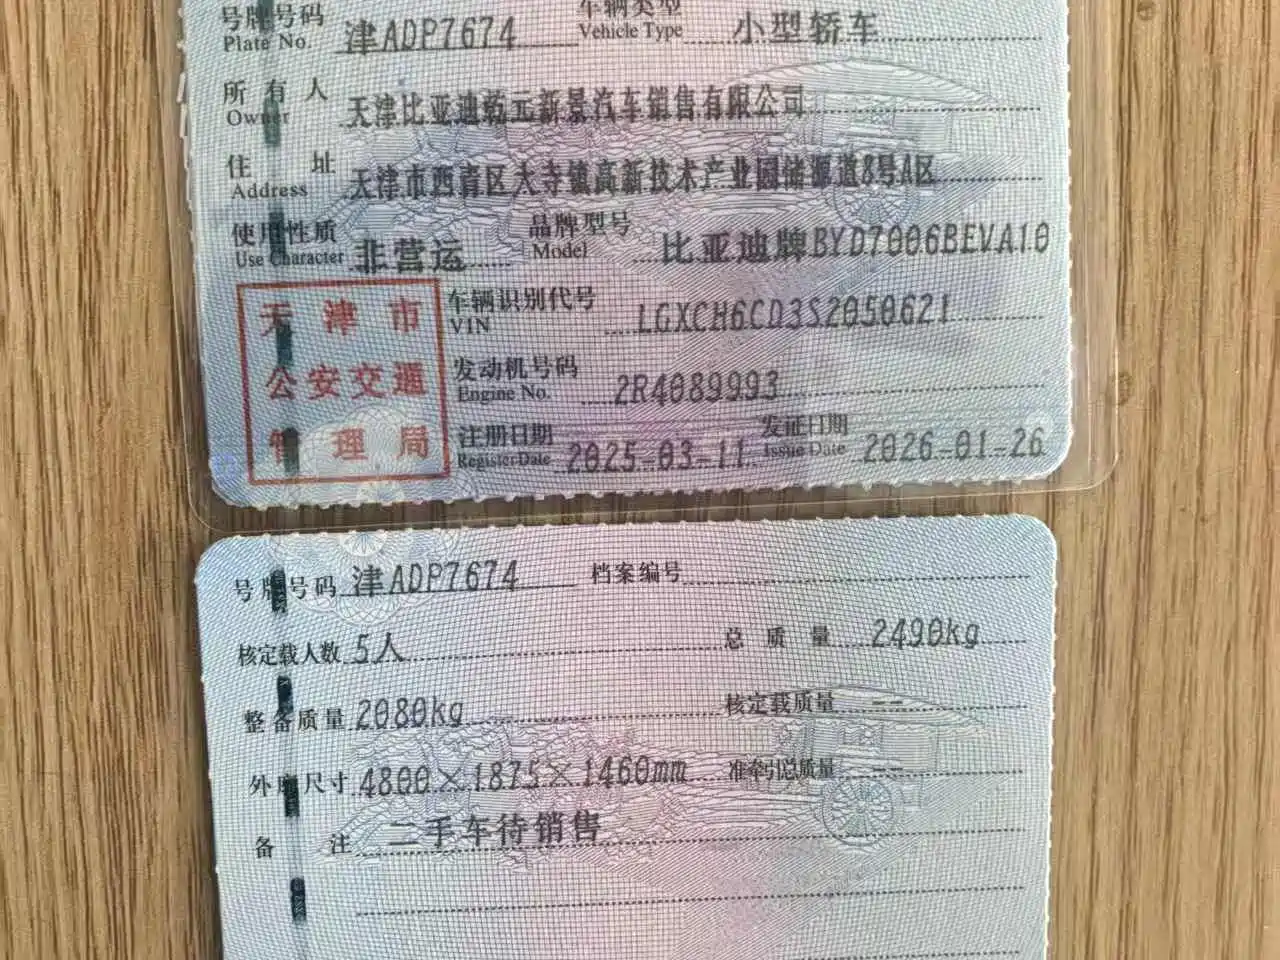 号牌号码 津ADP7674 车辆类型 小型轿车
Plate No. Vehicle Type
所有人 天津比亚迪乾元新景汽车销售有限公司
Owner
住址 天津市西青区大寺镇高新技术产业园储源道8号A区
Address
使用性质 非营运 品牌型号 比亚迪牌BYD7006BEVA10
Use Character Model
天津市 车辆识别代号 LGXCH6CD3S2050621
VIN
公安交通 发动机号码 2R4089993
Engine No.
管理局 注册日期 2025-03-11 发证日期 2026-01-26
Register Date Issue Date
号牌号码 津ADP7674 档案编号
核定载人数 5人 总质量 2490kg
整备质量 2080kg 核定载质量 --
外廓尺寸 4800×1875×1460mm 准牵引总质量 --
备注 二手车待销售